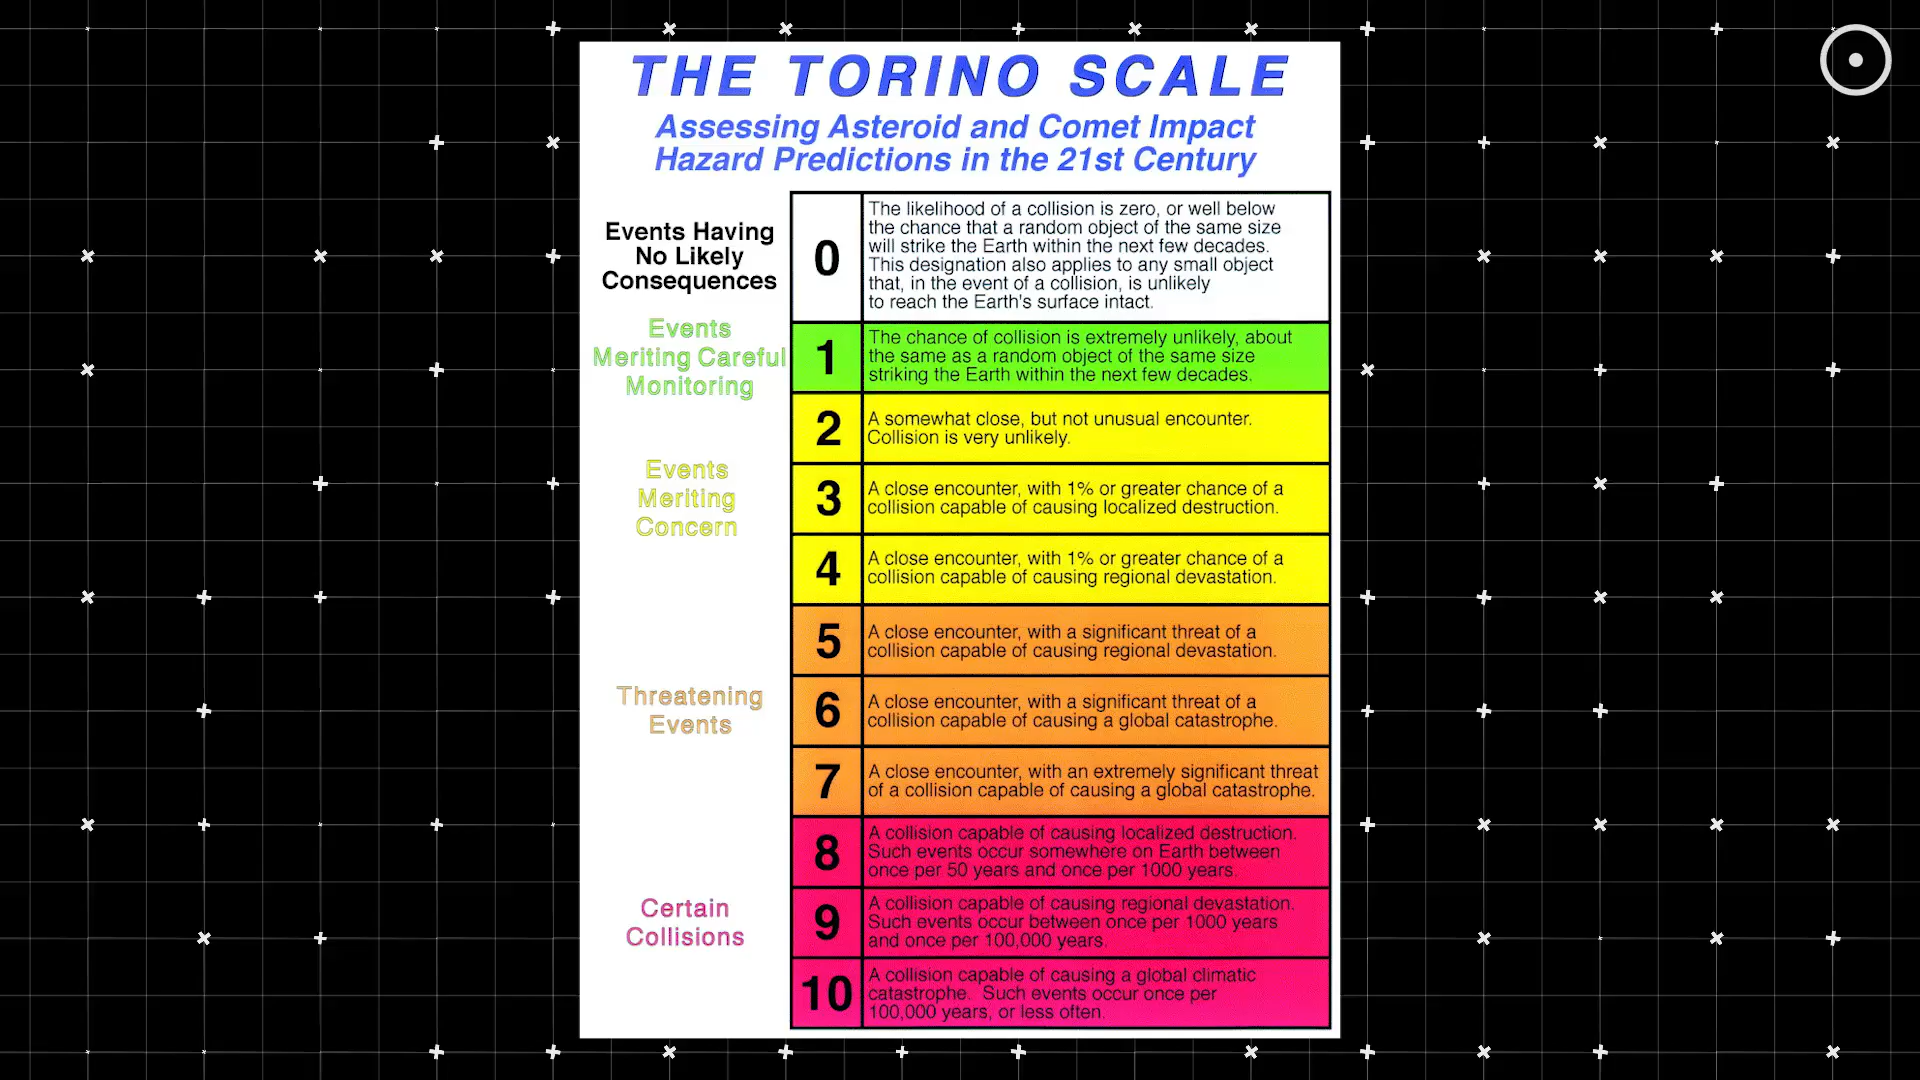 THE TORINO SCALE
Assessing Asteroid and Comet Impact
Hazard Predictions in the 21st Century
Events Having
No Likely
Consequences
0
The likelihood of a collision is zero, or well below
the chance that a random object of the same size
will strike the Earth within the next few decades.
This designation also applies to any small object
that, in the event of a collision, is unlikely
to reach the Earth's surface intact.
Events
Meriting Careful
Monitoring
1
The chance of collision is extremely unlikely, about
the same as a random object of the same size
striking the Earth within the next few decades.
Events
Meriting
Concern
2
A somewhat close, but not unusual encounter.
Collision is very unlikely.
3
A close encounter, with 1% or greater chance of a
collision capable of causing localized destruction.
4
A close encounter, with 1% or greater chance of a
collision capable of causing regional devastation.
Threatening
Events
5
A close encounter, with a significant threat of a
collision capable of causing regional devastation.
6
A close encounter, with a significant threat of a
collision capable of causing a global catastrophe.
7
A close encounter, with an extremely significant threat
of a collision capable of causing a global catastrophe.
Certain
Collisions
8
A collision capable of causing localized destruction.
Such events occur somewhere on Earth between
once per 50 years and once per 1000 years.
9
A collision capable of causing regional devastation.
Such events occur between once per 1000 years
and once per 100,000 years.
10
A collision capable of causing a global climatic
catastrophe. Such events occur once per
100,000 years, or less often.